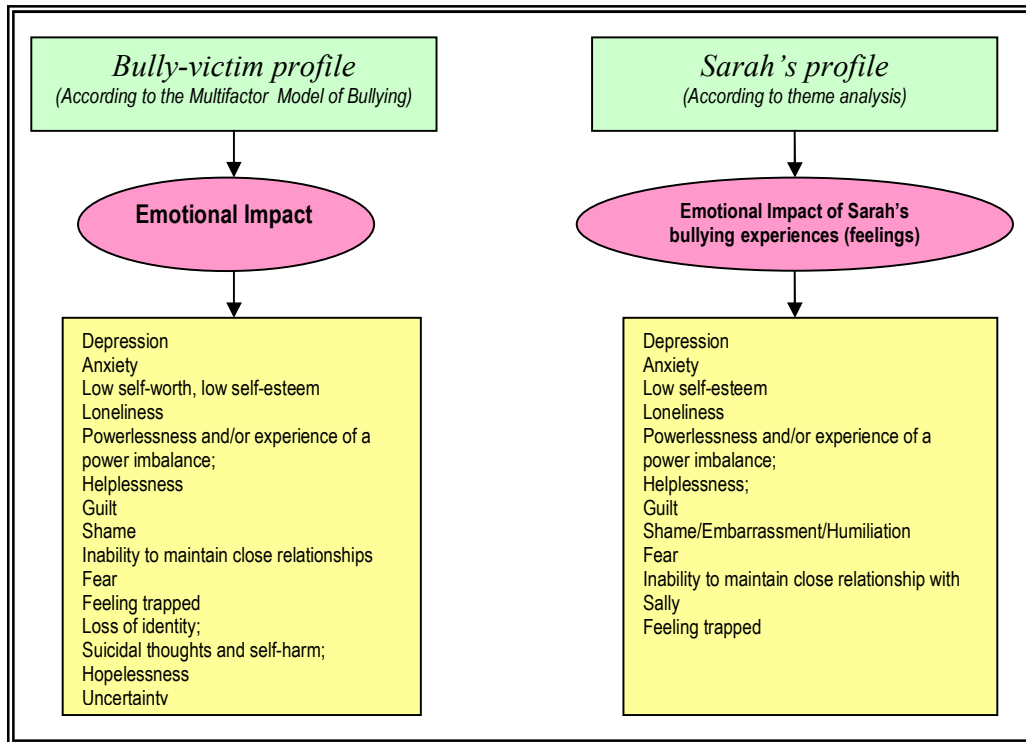 Bully-victim profile
(According to the Multifactor Model of Bullying)
Emotional Impact
Depression
Anxiety
Low self-worth, low self-esteem
Loneliness
Powerlessness and/or experience of a
power imbalance;
Helplessness
Guilt
Shame
Inability to maintain close relationships
Fear
Feeling trapped
Loss of identity;
Suicidal thoughts and self-harm;
Hopelessness
Uncertainty
Sarah’s profile
(According to theme analysis)
Emotional Impact of Sarah’s
bullying experiences (feelings)
Depression
Anxiety
Low self-esteem
Loneliness
Powerlessness and/or experience of a
power imbalance;
Helplessness;
Guilt
Shame/Embarrassment/Humiliation
Fear
Inability to maintain close relationship with
Sally
Feeling trapped